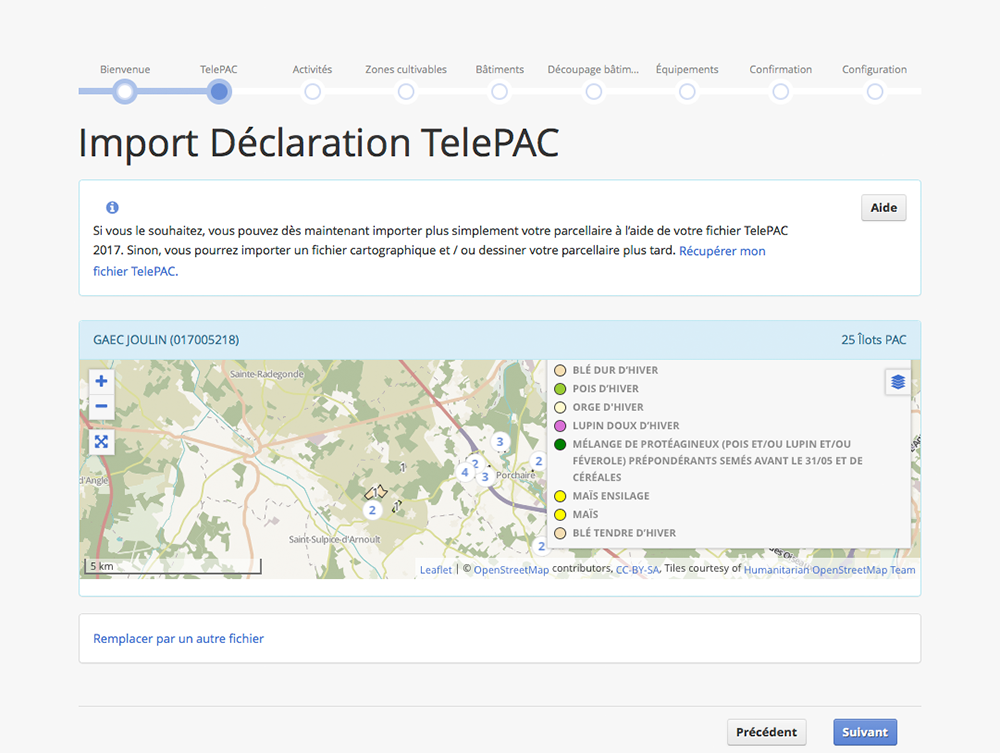 Bienvenue TelePAC Activités Zones cultivables Bâtiments Découpage bâtim... Équipements Confirmation Configuration
Import Déclaration TelePAC
Aide
Si vous le souhaitez, vous pouvez dès maintenant importer plus simplement votre parcellaire à l'aide de votre fichier TelePAC
2017. Sinon, vous pourrez importer un fichier cartographique et / ou dessiner votre parcellaire plus tard. Récupérer mon
fichier TelePAC.
GAEC JOULIN (017005218) 25 Îlots PAC
+
−
Sainte-Radegonde
d'Angle
Porchaire
Saint-Sulpice-d'Arnoult
3
2
4
3
2
1
1
2
2
BLÉ DUR D'HIVER
POIS D'HIVER
ORGE D'HIVER
LUPIN DOUX D'HIVER
MÉLANGE DE PROTÉAGINEUX (POIS ET/OU LUPIN ET/OU
FÉVEROLE) PRÉPONDÉRANTS SEMÉS AVANT LE 31/05 ET DE
CÉRÉALES
MAÏS ENSILAGE
MAÏS
BLÉ TENDRE D'HIVER
5 km
Leaflet | © OpenStreetMap contributors, CC-BY-SA, Tiles courtesy of Humanitarian OpenStreetMap Team
Remplacer par un autre fichier
Précédent Suivant